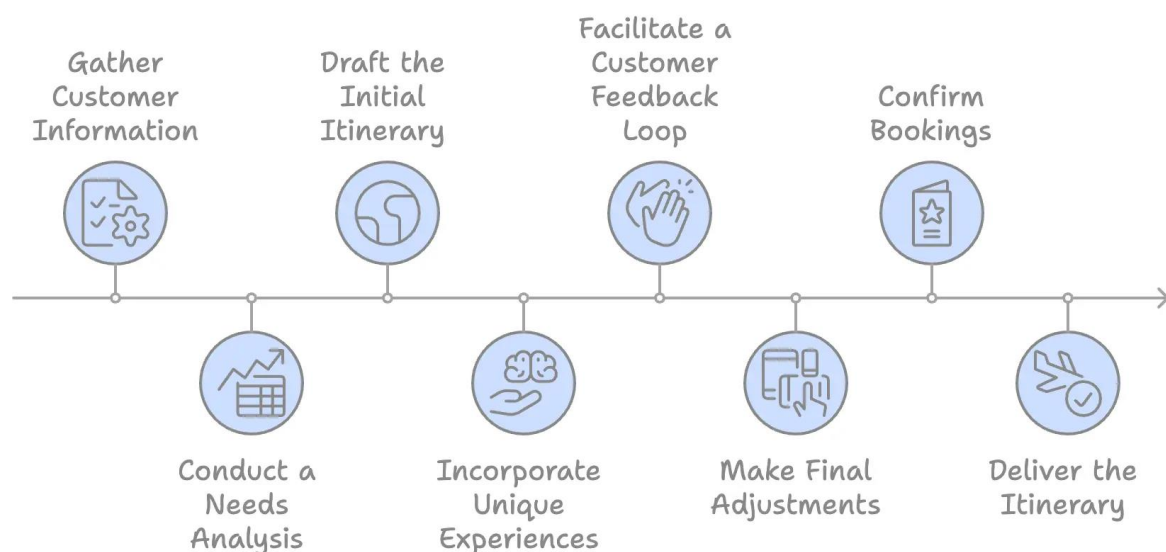 Gather
Customer
Information
Conduct a
Needs
Analysis
Draft the
Initial
Itinerary
Incorporate
Unique
Experiences
Facilitate a
Customer
Feedback
Loop
Make Final
Adjustments
Confirm
Bookings
Deliver the
Itinerary